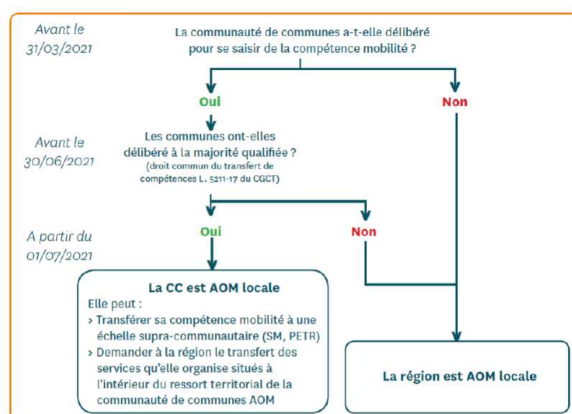 Avant le
31/03/2021
La communauté de communes a-t-elle délibéré
pour se saisir de la compétence mobilité ?
Oui
Non
Avant le
30/06/2021
Les communes ont-elles
délibéré à la majorité qualifiée ?
(droit commun du transfert de
compétences L. 5211-17 du CGCT)
Oui
Non
A partir du
01/07/2021
La CC est AOM locale
Elle peut :
> Transférer sa compétence mobilité à une
échelle supra-communautaire (SM, PETR)
> Demander à la région le transfert des
services qu'elle organise situés à
l'intérieur du ressort territorial de la
communauté de communes AOM
La région est AOM locale